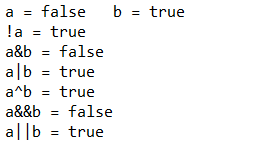 a = false   b = true
!a = true
a&b = false
a|b = true
a^b = true
a&&b = false
a||b = true